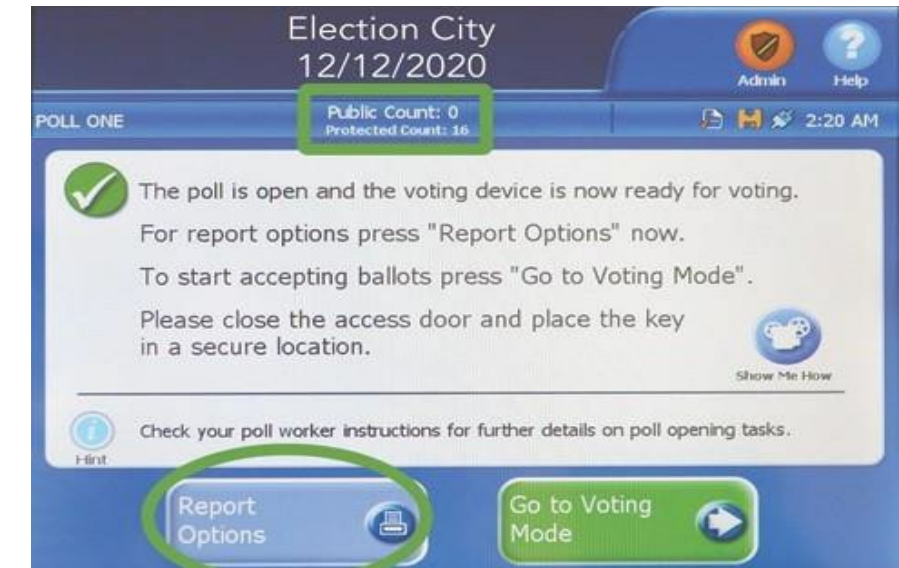 Election City
12/12/2020
Admin
Help
POLL ONE
Public Count: 0
Protected Count: 16
2:20 AM
The poll is open and the voting device is now ready for voting.
For report options press "Report Options" now.
To start accepting ballots press "Go to Voting Mode".
Please close the access door and place the key
in a secure location.
Show Me How
Check your poll worker instructions for further details on poll opening tasks.
Hint
Report
Options
Go to Voting
Mode